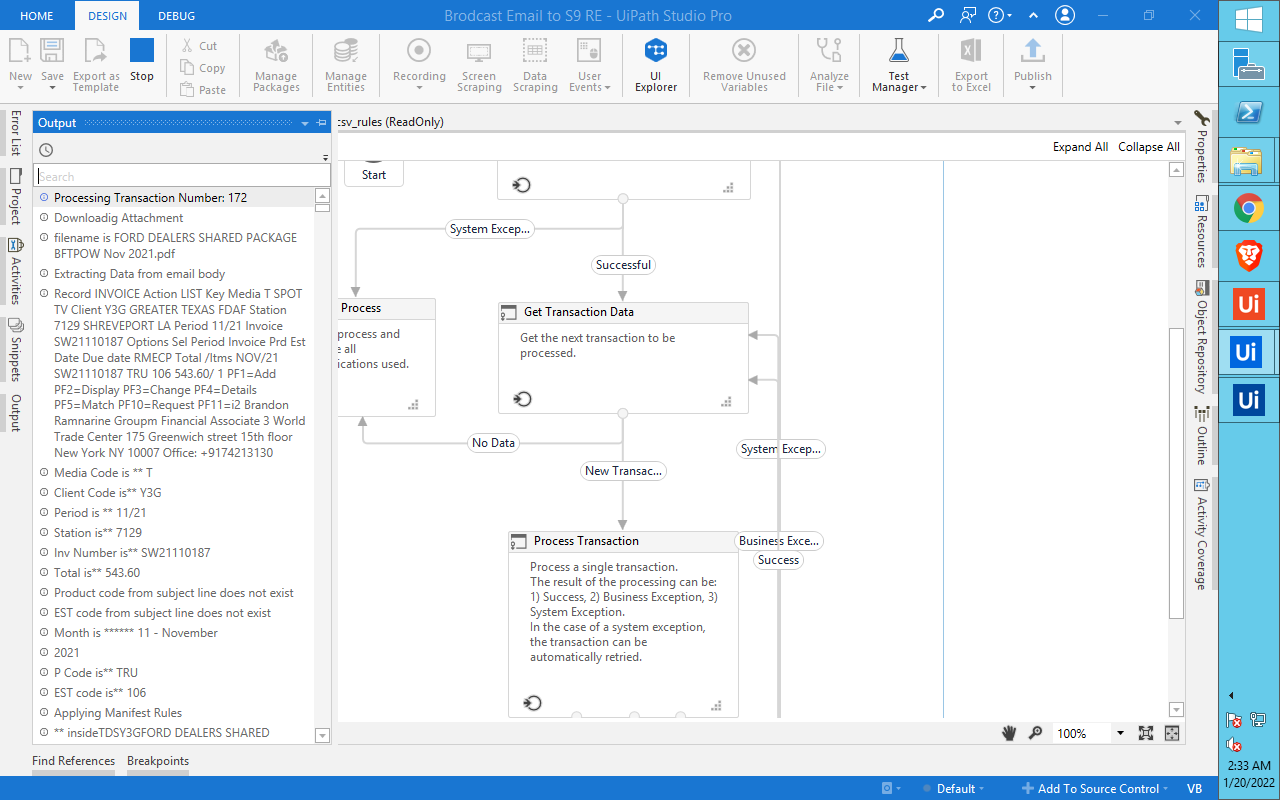 HOME DESIGN DEBUG Brodcast Email to S9 RE - UiPath Studio Pro
New Save Export as Template Stop
Cut
Copy
Paste
Manage Packages
Manage Entities
Recording
Screen Scraping
Data Scraping
User Events
UI Explorer
Remove Unused Variables
Analyze File
Test Manager
Export to Excel
Publish
Error List
Project
Activities
Snippets
Output
Output
Search
Processing Transaction Number: 172
Downloadig Attachment
filename is FORD DEALERS SHARED PACKAGE
BFTPOW Nov 2021.pdf
Extracting Data from email body
Record INVOICE Action LIST Key Media T SPOT
TV Client Y3G GREATER TEXAS FDAF Station
7129 SHREVEPORT LA Period 11/21 Invoice
SW21110187 Options Sel Period Invoice Prd Est
Date Due date RMECP Total /Itms NOV/21
SW21110187 TRU 106 543.60/ 1 PF1=Add
PF2=Display PF3=Change PF4=Details
PF5=Match PF10=Request PF11=i2 Brandon
Ramnarine Groupm Financial Associate 3 World
Trade Center 175 Greenwich street 15th floor
New York NY 10007 Office: +9174213130
Media Code is ** T
Client Code is** Y3G
Period is ** 11/21
Station is** 7129
Inv Number is** SW21110187
Total is** 543.60
Product code from subject line does not exist
EST code from subject line does not exist
Month is ****** 11 - November
2021
P Code is** TRU
EST code is** 106
Applying Manifest Rules
** insideTDSY3GFORD DEALERS SHARED
Find References Breakpoints
csv_rules (ReadOnly)
Expand All Collapse All
Start
System Excep...
Successful
Process
process and
e all
ications used.
Get Transaction Data
Get the next transaction to be
processed.
No Data
New Transac...
System Excep...
Process Transaction
Business Exce...
Success
Process a single transaction.
The result of the processing can be:
1) Success, 2) Business Exception, 3)
System Exception.
In the case of a system exception,
the transaction can be
automatically retried.
100%
Properties
Resources
Object Repository
Outline
Activity Coverage
Default Add To Source Control VB
Ui
Ui
Ui
2:33 AM
1/20/2022